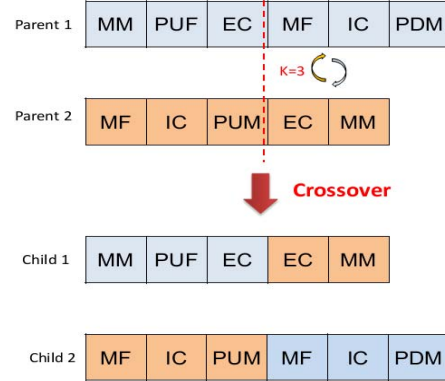 Parent 1 MM PUF EC MF IC PDM
K=3
Parent 2 MF IC PUM EC MM
Crossover
Child 1 MM PUF EC EC MM
Child 2 MF IC PUM MF IC PDM